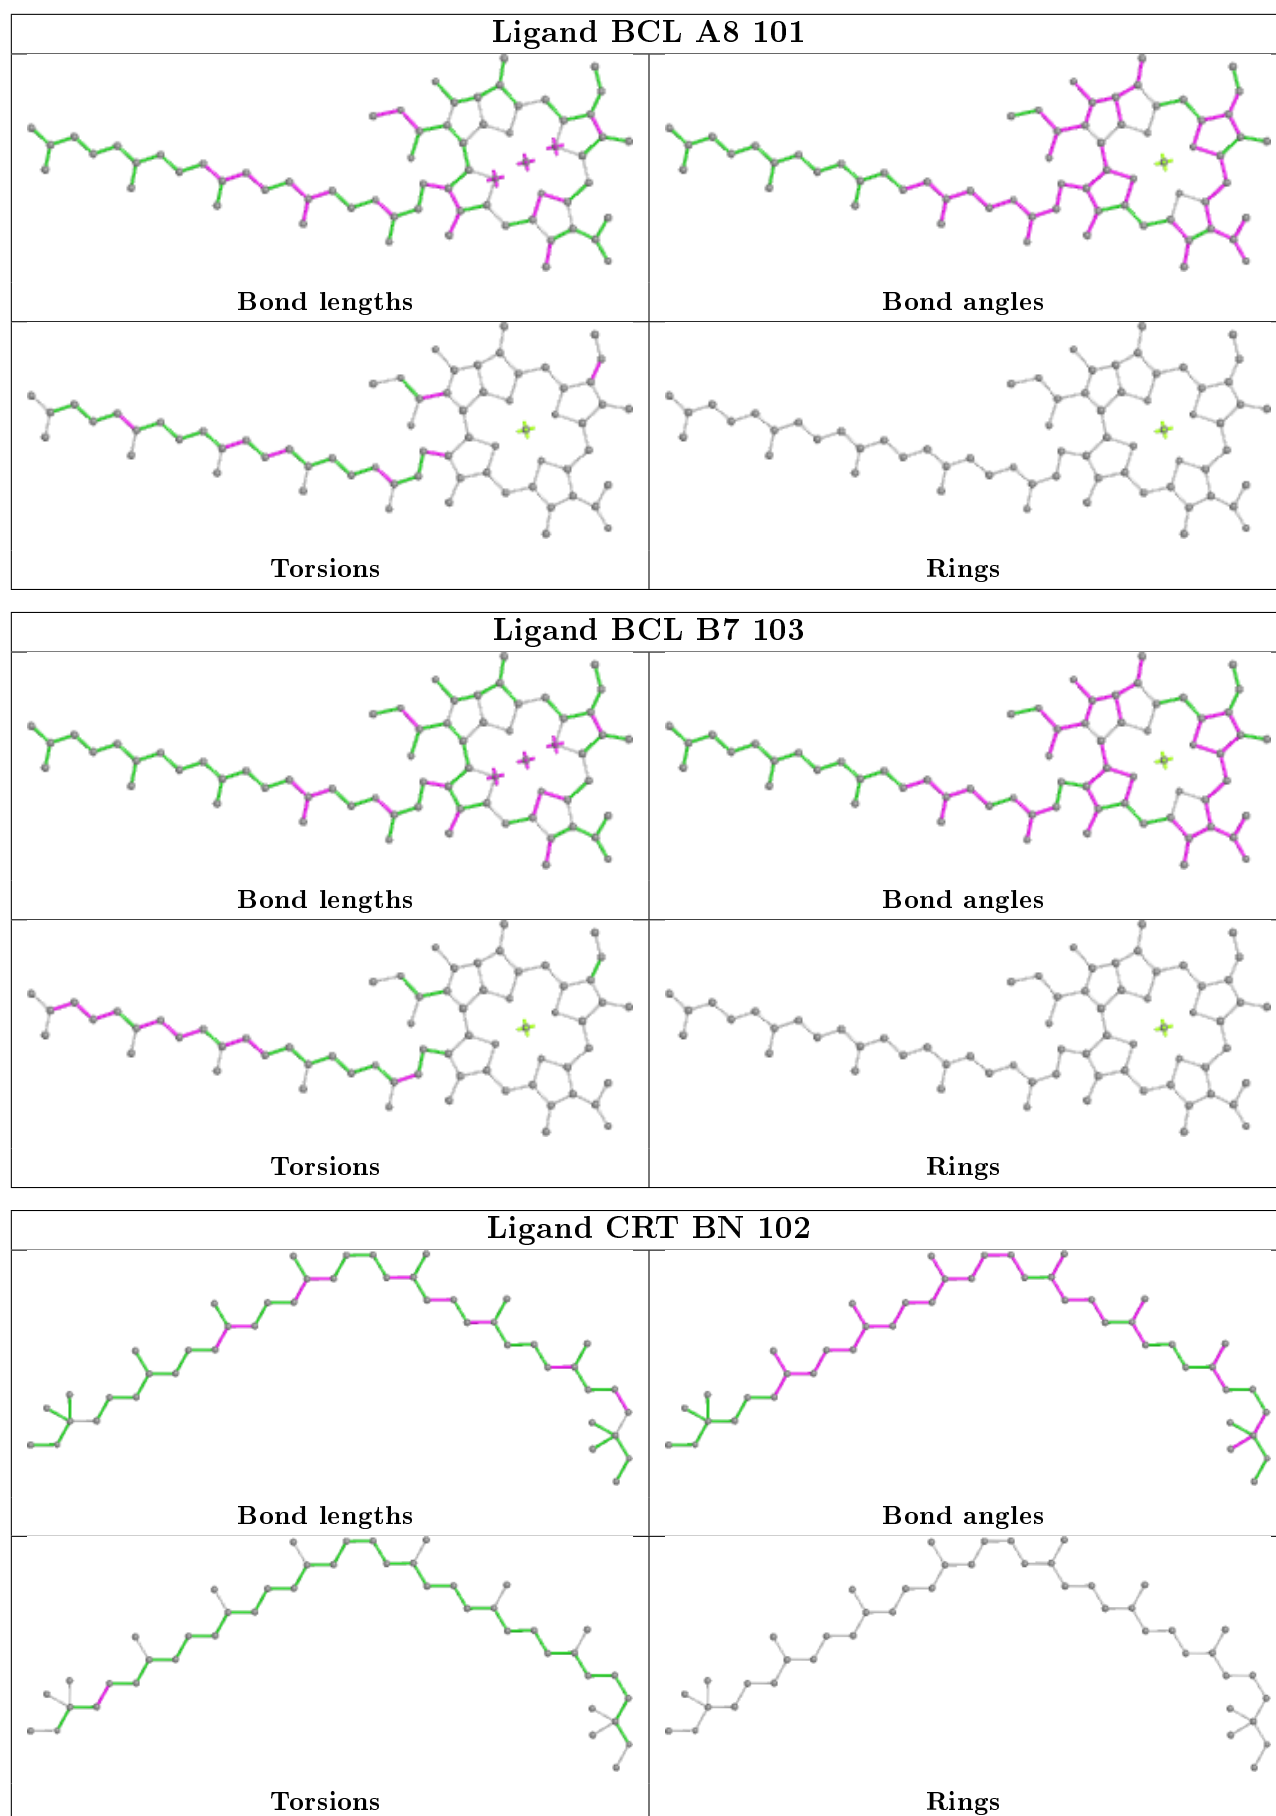 Ligand BCL A8 101
Bond lengths
Bond angles
Torsions
Rings
Ligand BCL B7 103
Bond lengths
Bond angles
Torsions
Rings
Ligand CRT BN 102
Bond lengths
Bond angles
Torsions
Rings